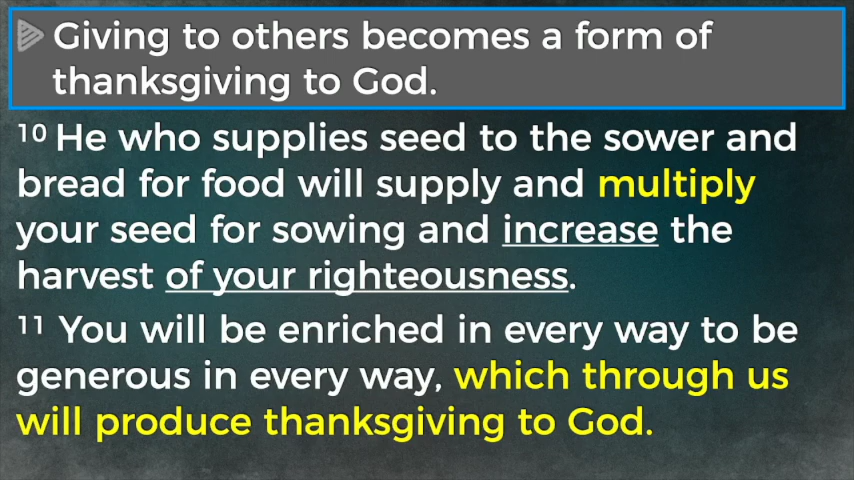 Giving to others becomes a form of
thanksgiving to God.
¹⁰ He who supplies seed to the sower and
bread for food will supply and multiply
your seed for sowing and increase the
harvest of your righteousness.
¹¹ You will be enriched in every way to be
generous in every way, which through us
will produce thanksgiving to God.